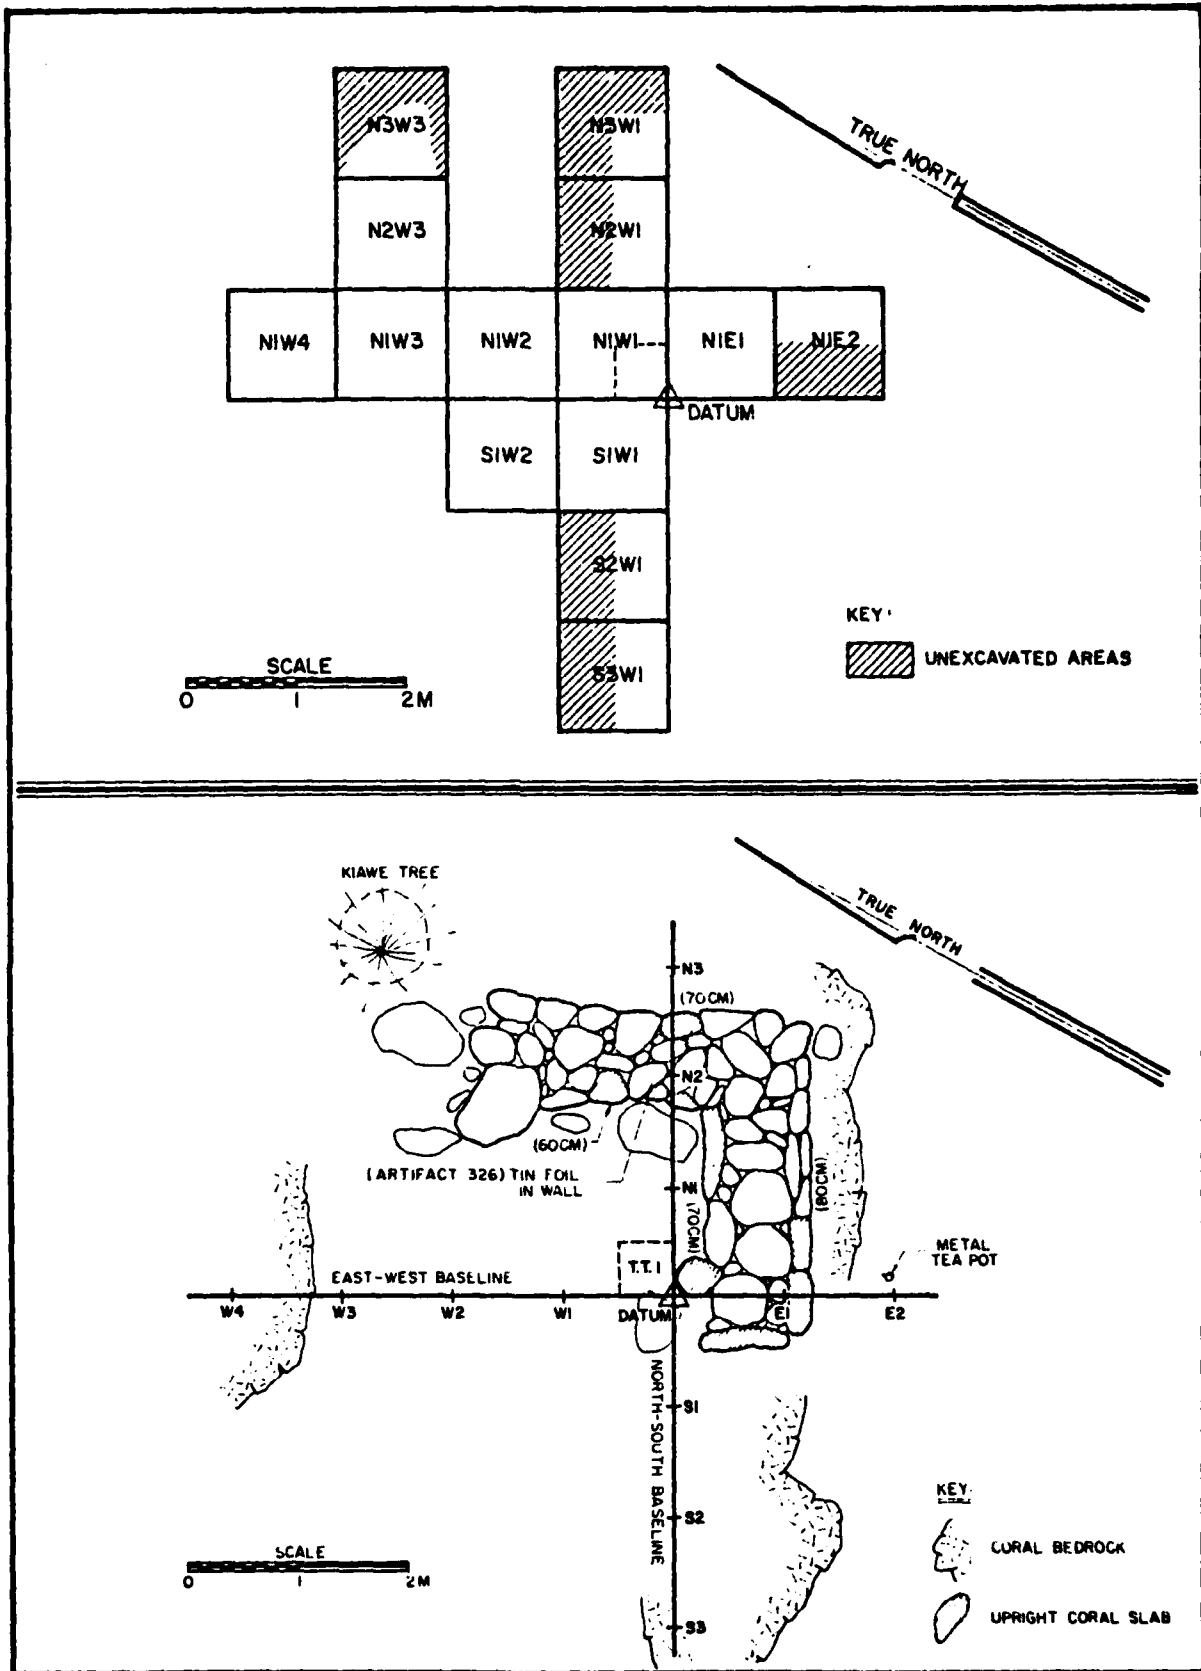 TRUE NORTH
N3W3
N3W1
N2W3
N2W1
N1W4
N1W3
N1W2
N1W1
N1E1
N1E2
DATUM
S1W2
S1W1
S2W1
S3W1
KEY:
UNEXCAVATED AREAS
SCALE
0 1 2M
KIAWE TREE
TRUE NORTH
N3
(70CM)
N2
(60CM)
(ARTIFACT 326) TIN FOIL
IN WALL
N1
(70CM)
(80CM)
T.T. 1
METAL
TEA POT
EAST-WEST BASELINE
W4 W3 W2 W1 DATUM E1 E2
NORTH-SOUTH BASELINE
S1
S2
S3
KEY:
CORAL BEDROCK
UPRIGHT CORAL SLAB
SCALE
0 1 2M